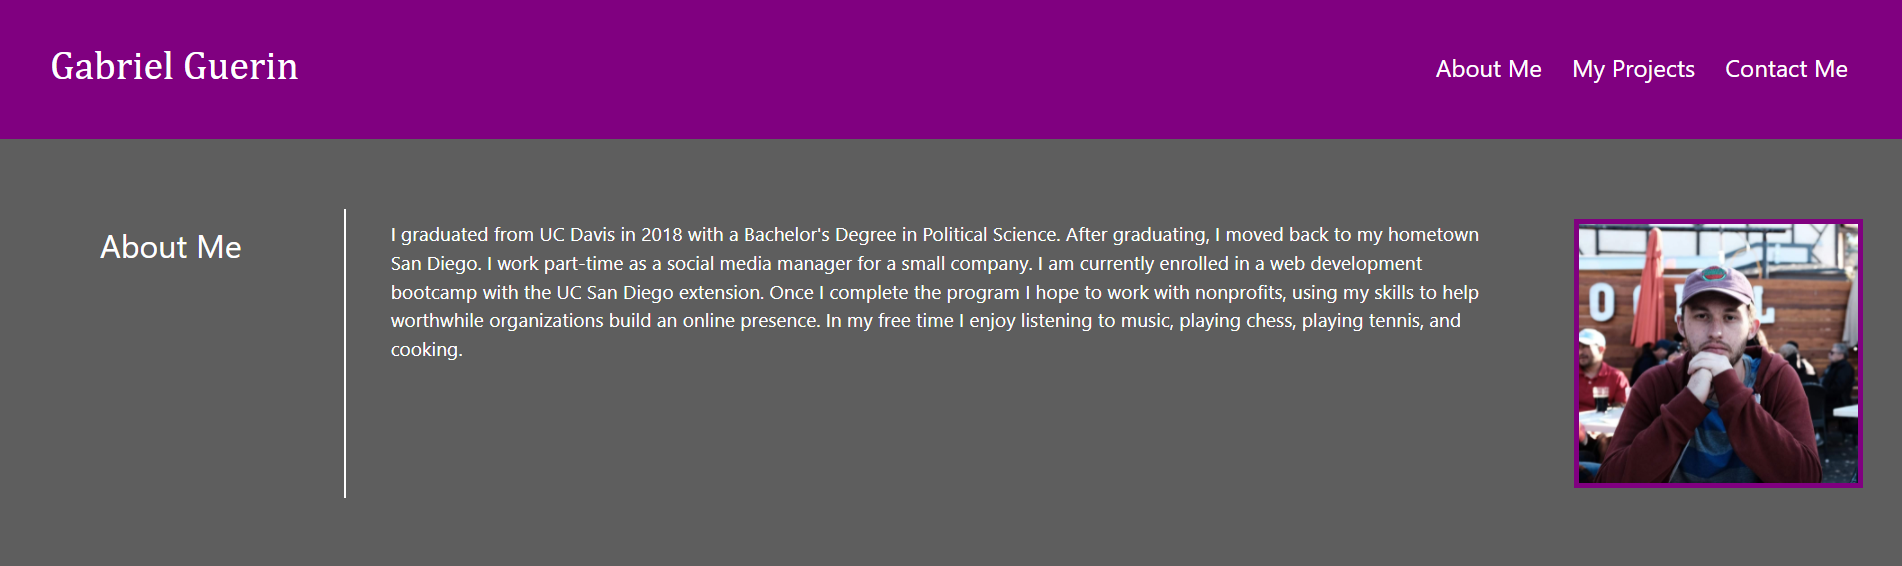 Gabriel Guerin
About Me My Projects Contact Me
About Me
I graduated from UC Davis in 2018 with a Bachelor's Degree in Political Science. After graduating, I moved back to my hometown
San Diego. I work part-time as a social media manager for a small company. I am currently enrolled in a web development
bootcamp with the UC San Diego extension. Once I complete the program I hope to work with nonprofits, using my skills to help
worthwhile organizations build an online presence. In my free time I enjoy listening to music, playing chess, playing tennis, and
cooking.